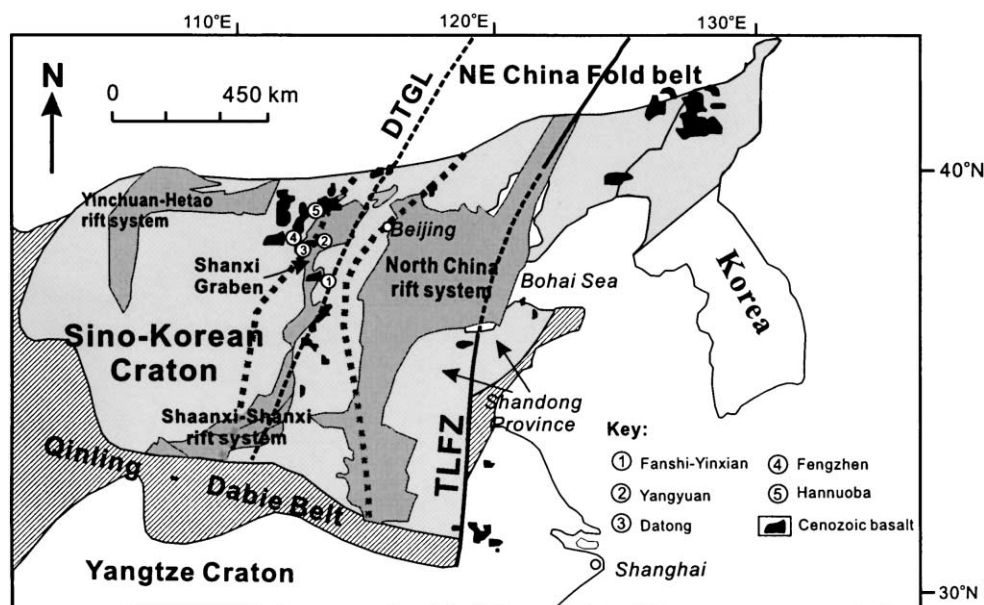 110°E
120°E
130°E
N
0 450 km
DTGL
NE China Fold belt
40°N
Yinchuan-Hetao
rift system
5
4
2
3
Beijing
Shanxi
Graben
North China
rift system
1
Bohai Sea
Korea
Sino-Korean
Craton
Shandong
Province
Shaanxi-Shanxi
rift system
TLFZ
Key:
① Fanshi-Yinxian
④ Fengzhen
② Yangyuan
⑤ Hannuoba
③ Datong
Cenozoic basalt
Qinling - Dabie Belt
Yangtze Craton
Shanghai
30°N